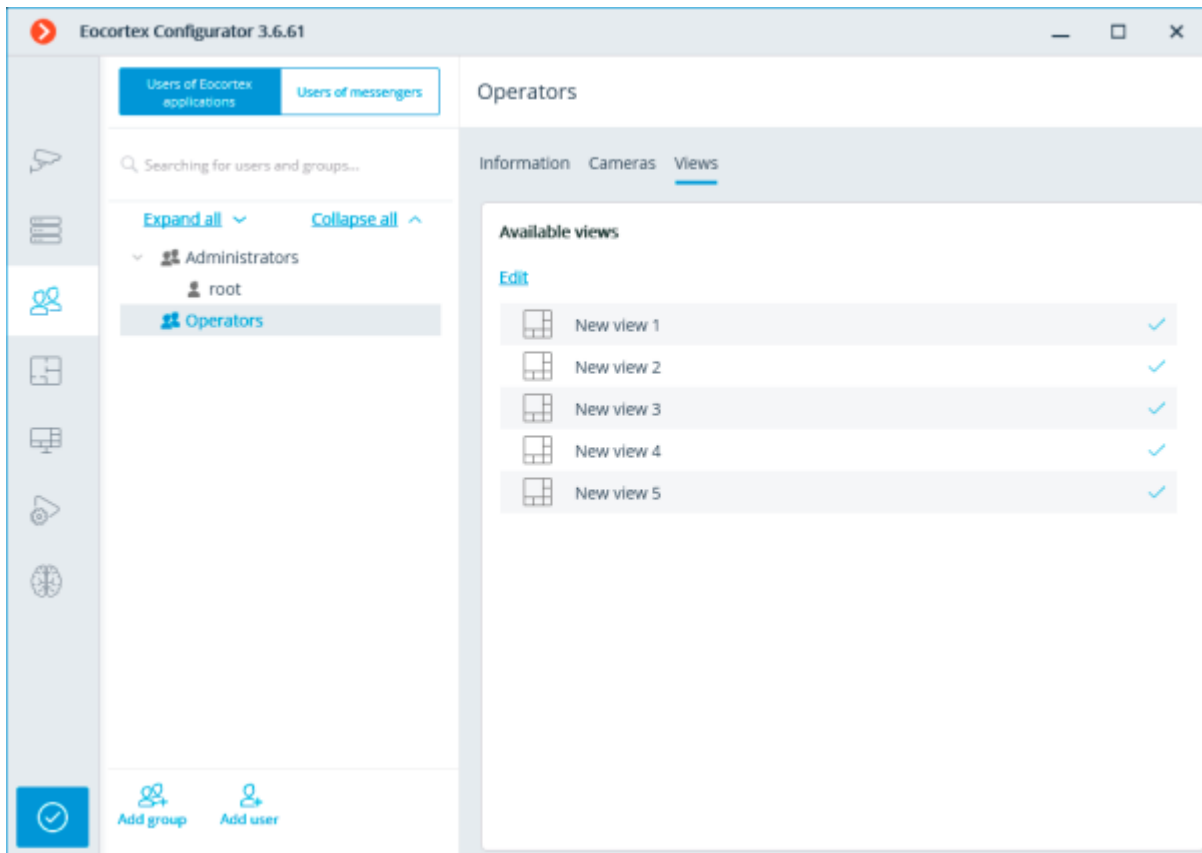 Eocortex Configurator 3.6.61
Users of Eocortex
applications
Users of messengers
Searching for users and groups...
Expand all
Collapse all
Administrators
root
Operators
Add group
Add user
Operators
Information Cameras Views
Available views
Edit
New view 1
New view 2
New view 3
New view 4
New view 5